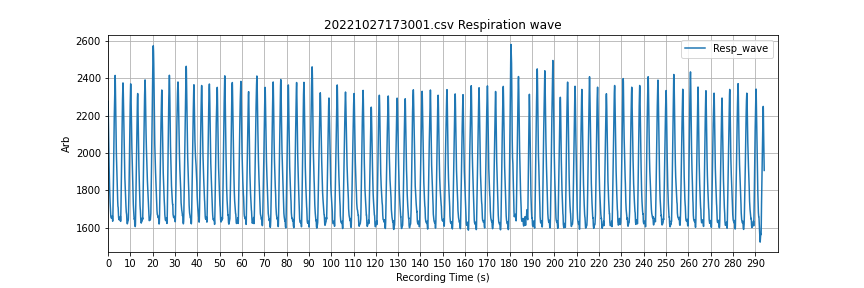 20221027173001.csv Respiration wave
Resp_wave
2600
2400
2200
2000
1800
1600
Arb
0 10 20 30 40 50 60 70 80 90 100 110 120 130 140 150 160 170 180 190 200 210 220 230 240 250 260 270 280 290
Recording Time (s)